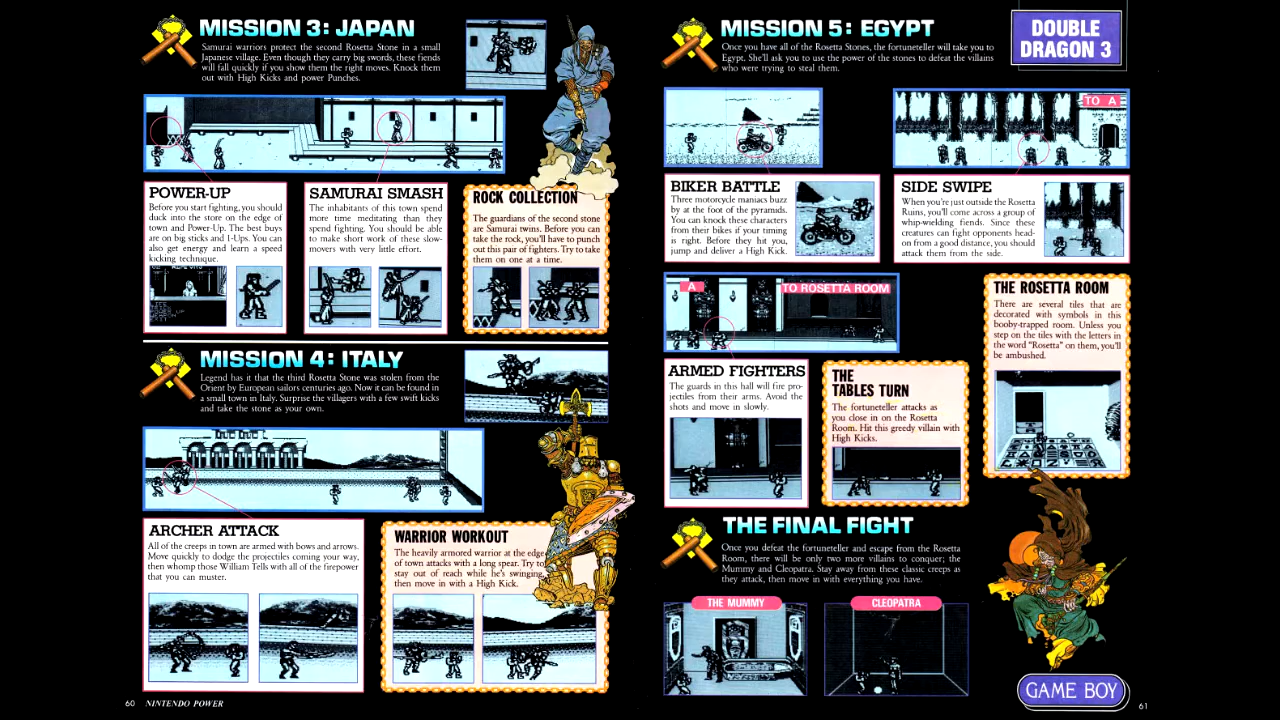 MISSION 3: JAPAN
Samurai warriors protect the second Rosetta Stone in a small
Japanese village. Even though they carry big swords, these fiends
will fall quickly if you show them the right moves. Knock them
out with High Kicks and power Punches.
POWER-UP
Before you start fighting, you should
duck into the store on the edge of
town and Power-Up. The best buys
are on big sticks and 1-Ups. You can
also get energy and learn a speed
kicking technique.
SAMURAI SMASH
The inhabitants of this town spend
more time meditating than they
spend fighting. You should be able
to make short work of these slow-
movers with very little effort.
ROCK COLLECTION
The guardians of the second stone
are Samurai twins. Before you can
take the rock, you'll have to punch
out this pair of fighters. Try to take
them on one at a time.
MISSION 4: ITALY
Legend has it that the third Rosetta Stone was stolen from the
Orient by European sailors centuries ago. Now it can be found in
a small town in Italy. Surprise the villagers with a few swift kicks
and take the stone as your own.
ARCHER ATTACK
All of the creeps in town are armed with bows and arrows.
Move quickly to dodge the projectiles coming your way,
then whomp those William Tells with all of the firepower
that you can muster.
WARRIOR WORKOUT
The heavily armored warrior at the edge
of town attacks with a long spear. Try to
stay out of reach while he's swinging,
then move in with a High Kick.
60 NINTENDO POWER
MISSION 5: EGYPT
Once you have all of the Rosetta Stones, the fortuneteller will take you to
Egypt. She'll ask you to use the power of the stones to defeat the villains
who were trying to steal them.
DOUBLE
DRAGON 3
TO A
BIKER BATTLE
Three motorcycle maniacs buzz
by at the foot of the pyramids.
You can knock these characters
from their bikes if your timing
is right. Before they hit you,
jump and deliver a High Kick.
SIDE SWIPE
When you're just outside the Rosetta
Ruins, you'll come across a group of
whip-welding fiends. Since these
creatures can fight opponents head-
on from a good distance, you should
attack them from the side.
A
TO ROSETTA ROOM
ARMED FIGHTERS
The guards in this hall will fire pro-
jectiles from their arms. Avoid the
shots and move in slowly.
THE
TABLES TURN
The fortuneteller attacks as
you close in on the Rosetta
Room. Hit this greedy villain with
High Kicks.
THE ROSETTA ROOM
There are several tiles that are
decorated with symbols in this
booby-trapped room. Unless you
step on the tiles with the letters in
the word "Rosetta" on them, you'll
be ambushed.
THE FINAL FIGHT
Once you defeat the fortuneteller and escape from the Rosetta
Room, there will be only two more villains to conquer; the
Mummy and Cleopatra. Stay away from these classic creeps as
they attack, then move in with everything you have.
THE MUMMY
CLEOPATRA
GAME BOY
61